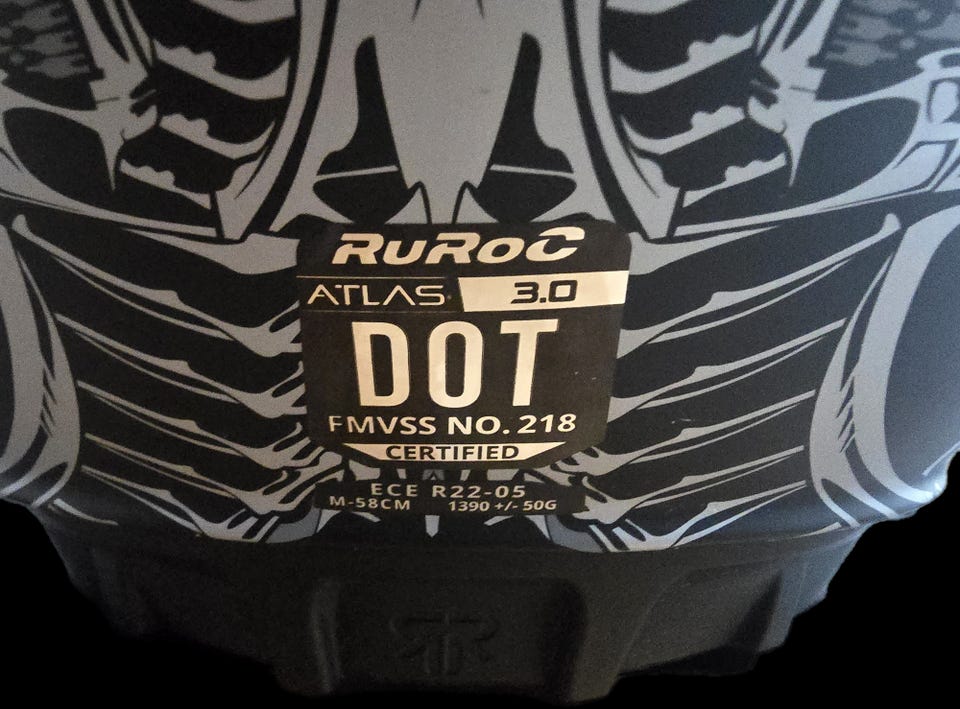 RUROC
ATLAS 3.0
DOT
FMVSS NO. 218
CERTIFIED
ECE R22-05
M-58CM 1390 +/- 50G